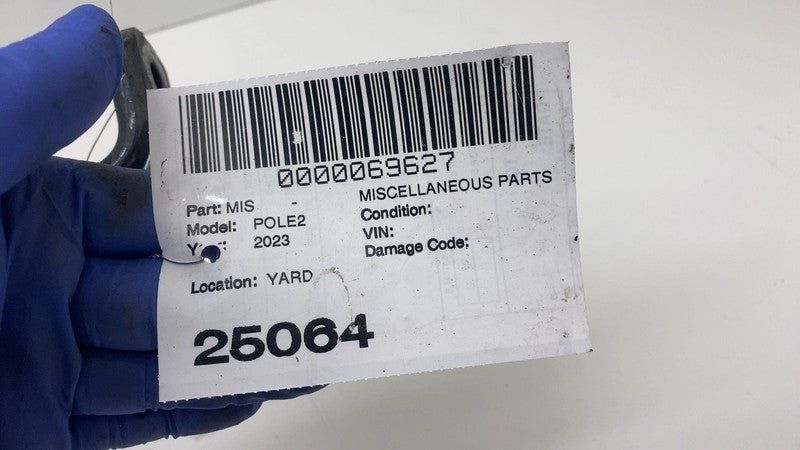 0000069627
Part: MIS - MISCELLANEOUS PARTS
Model: POLE2 Condition:
2023 VIN:
Damage Code:
Location: YARD
25064